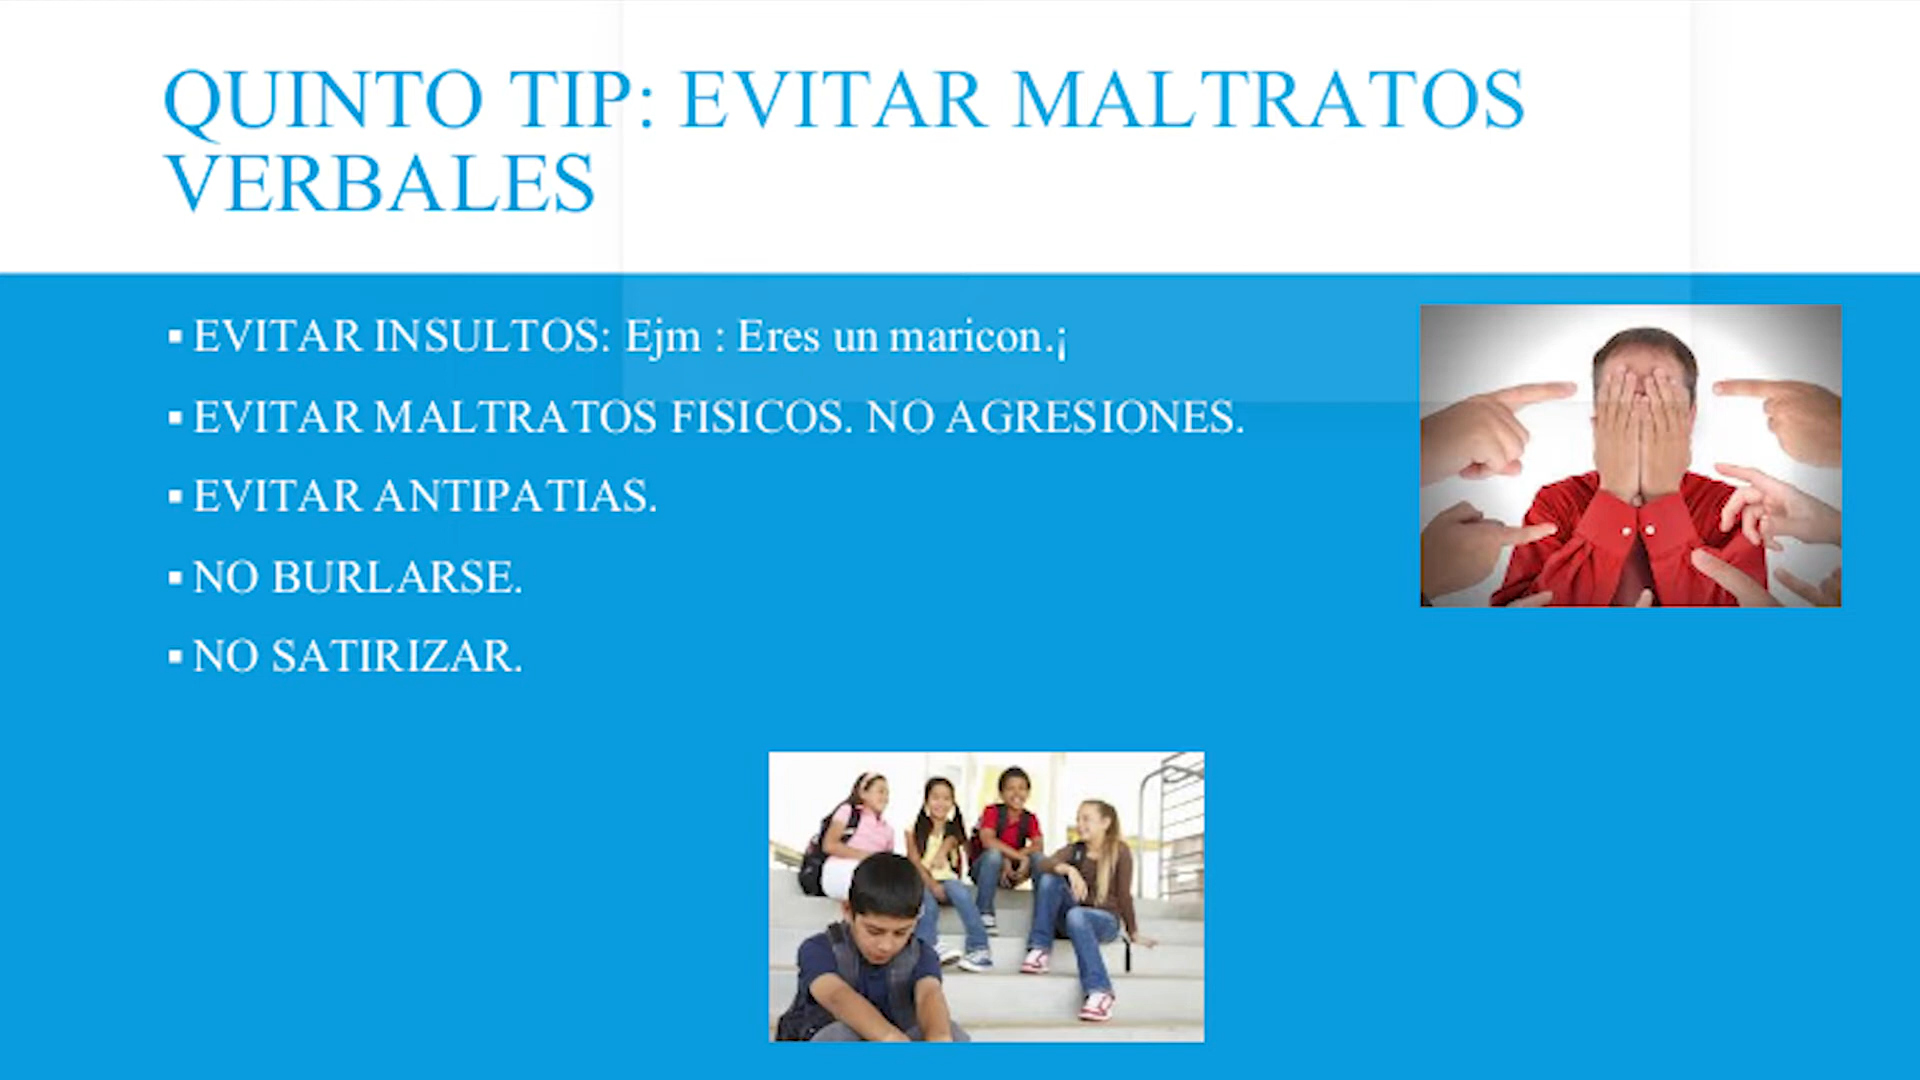 QUINTO TIP: EVITAR MALTRATOS
VERBALES
▪ EVITAR INSULTOS: Ejm : Eres un maricon.¡
▪ EVITAR MALTRATOS FISICOS. NO AGRESIONES.
▪ EVITAR ANTIPATIAS.
▪ NO BURLARSE.
▪ NO SATIRIZAR.